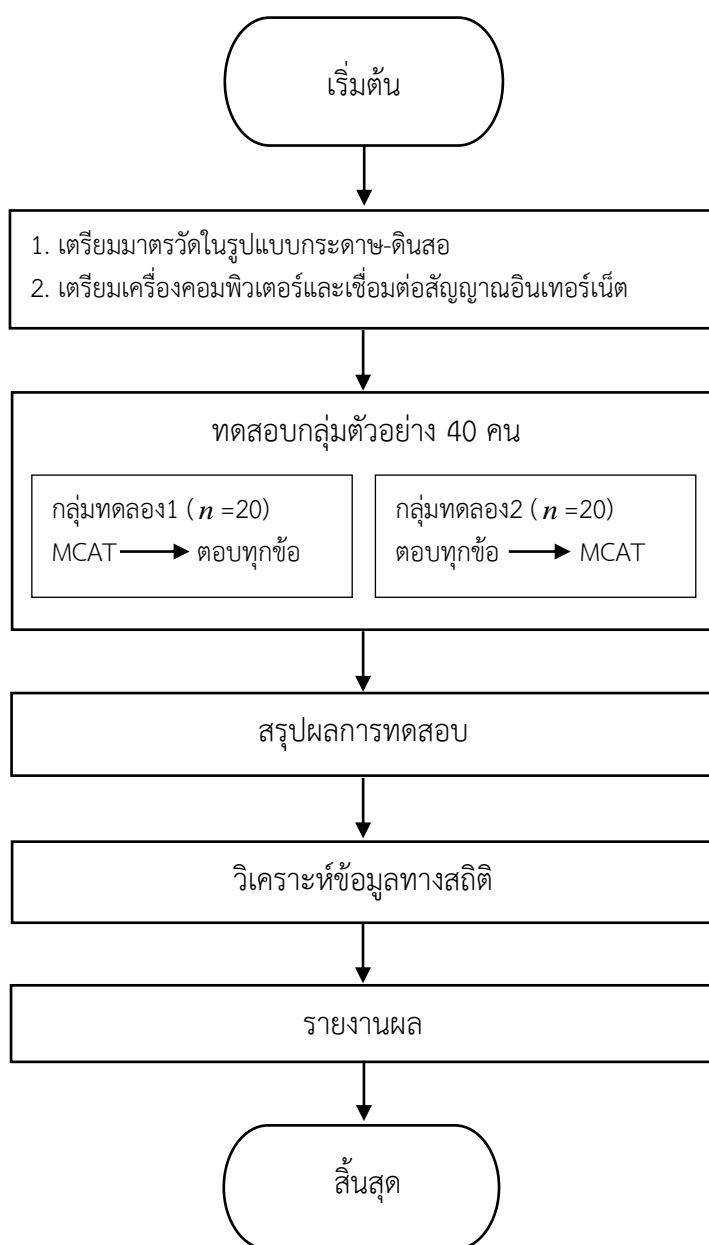 เริ่มต้น
1. เตรียมมาตรวัดในรูปแบบกระดาษ-ดินสอ
2. เตรียมเครื่องคอมพิวเตอร์และเชื่อมต่อสัญญาณอินเทอร์เน็ต
ทดสอบกลุ่มตัวอย่าง 40 คน
กลุ่มทดลอง1 ( n =20)
MCAT ⟶ ตอบทุกข้อ
กลุ่มทดลอง2 ( n =20)
ตอบทุกข้อ ⟶ MCAT
สรุปผลการทดสอบ
วิเคราะห์ข้อมูลทางสถิติ
รายงานผล
สิ้นสุด